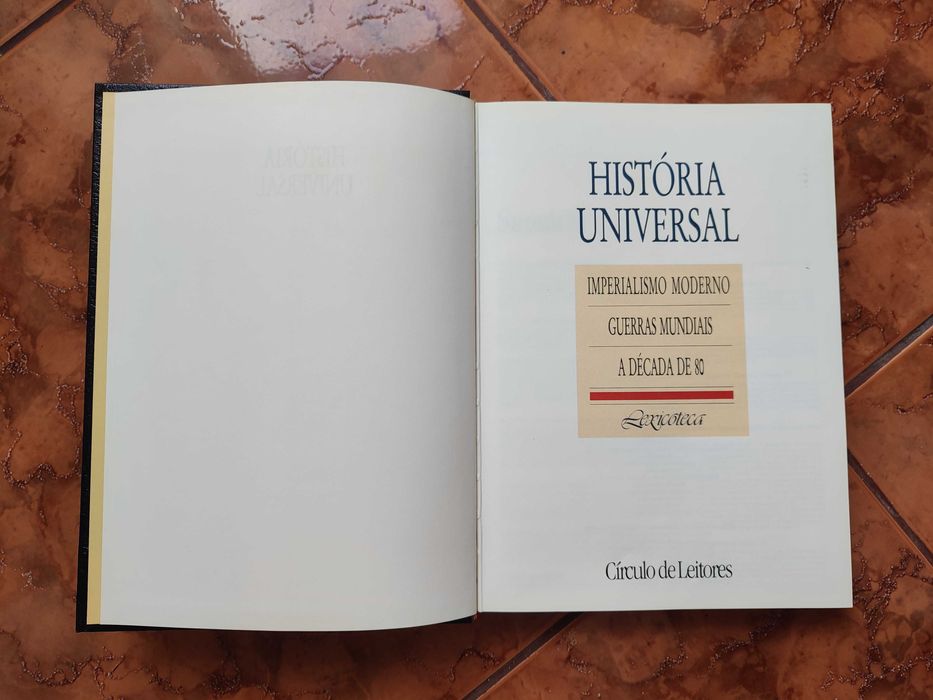 HISTÓRIA
UNIVERSAL
IMPERIALISMO MODERNO
GUERRAS MUNDIAIS
A DÉCADA DE 80
Lexicoteca
Círculo de Leitores